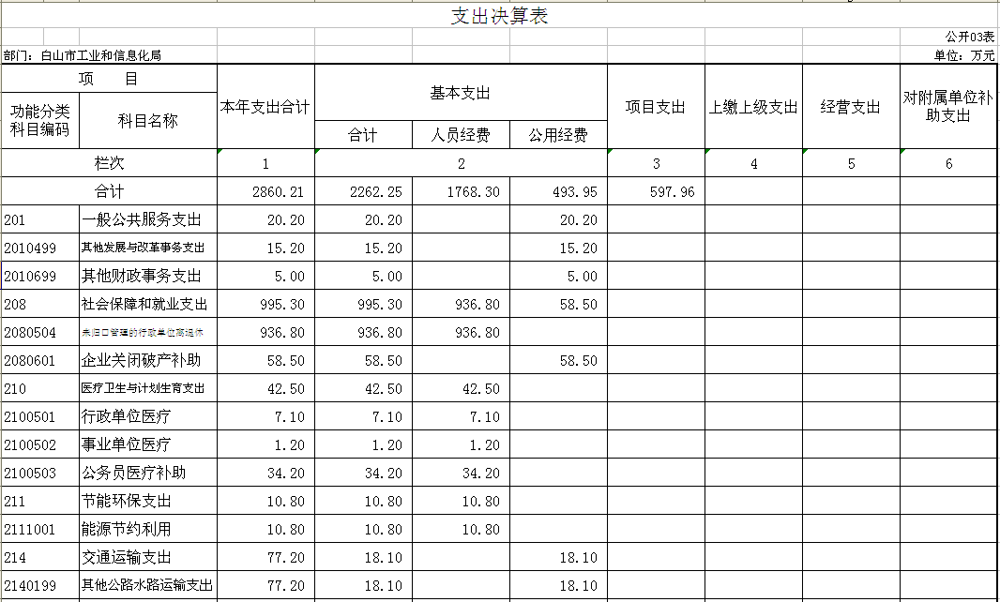 支出决算表
公开03表
部门：白山市工业和信息化局 单位：万元
项 目 本年支出合计 基本支出 项目支出 上缴上级支出 经营支出 对附属单位补助支出
功能分类科目编码 科目名称 合计 人员经费 公用经费
栏次 1 2 3 4 5 6
合计 2860.21 2262.25 1768.30 493.95 597.96
201 一般公共服务支出 20.20 20.20 20.20
2010499 其他发展与改革事务支出 15.20 15.20 15.20
2010699 其他财政事务支出 5.00 5.00 5.00
208 社会保障和就业支出 995.30 995.30 936.80 58.50
2080504 未归口管理的行政单位离退休 936.80 936.80 936.80
2080601 企业关闭破产补助 58.50 58.50 58.50
210 医疗卫生与计划生育支出 42.50 42.50 42.50
2100501 行政单位医疗 7.10 7.10 7.10
2100502 事业单位医疗 1.20 1.20 1.20
2100503 公务员医疗补助 34.20 34.20 34.20
211 节能环保支出 10.80 10.80 10.80
2111001 能源节约利用 10.80 10.80 10.80
214 交通运输支出 77.20 18.10 18.10
2140199 其他公路水路运输支出 77.20 18.10 18.10